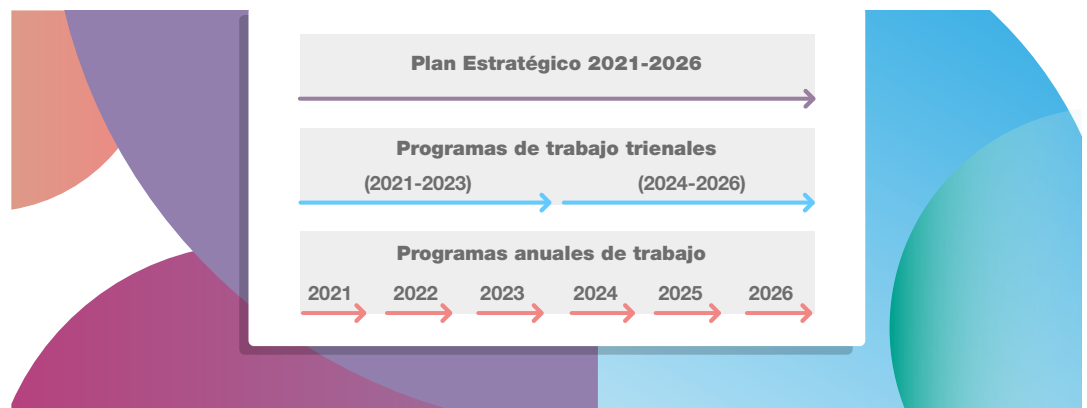 Plan Estratégico 2021-2026
Programas de trabajo trienales
(2021-2023) (2024-2026)
Programas anuales de trabajo
2021 2022 2023 2024 2025 2026